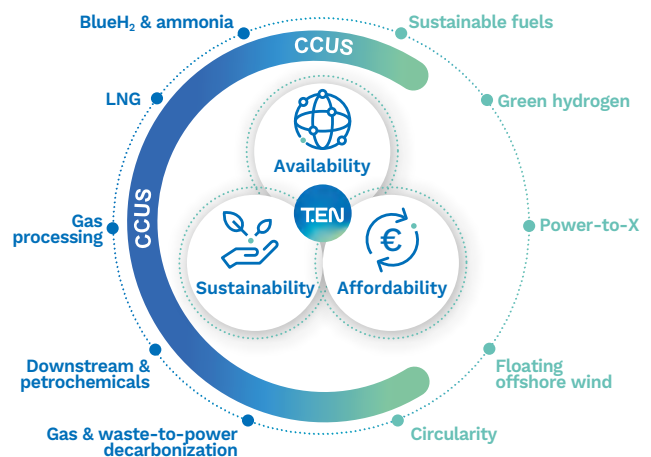 BlueH₂ & ammonia
CCUS
Sustainable fuels
LNG
Green hydrogen
Availability
CCUS
T.EN
€
Gas
processing
Power-to-X
Sustainability
Affordability
Downstream &
petrochemicals
Floating
offshore wind
Gas & waste-to-power
decarbonization
Circularity